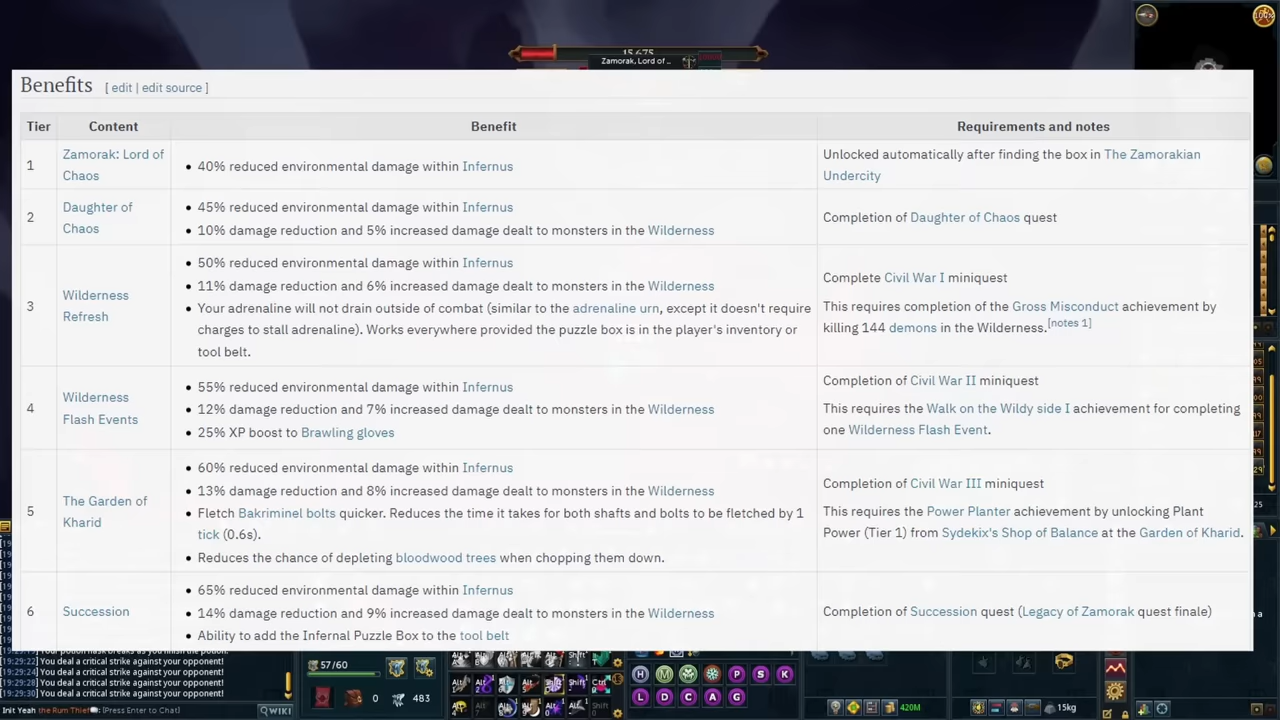 15,675
Zamorak, Lord of ..
Benefits [ edit | edit source ]
Tier Content Benefit Requirements and notes
1
Zamorak: Lord of
Chaos
• 40% reduced environmental damage within Infernus
Unlocked automatically after finding the box in The Zamorakian
Undercity
2
Daughter of
Chaos
• 45% reduced environmental damage within Infernus
• 10% damage reduction and 5% increased damage dealt to monsters in the Wilderness
Completion of Daughter of Chaos quest
3
Wilderness
Refresh
• 50% reduced environmental damage within Infernus
• 11% damage reduction and 6% increased damage dealt to monsters in the Wilderness
• Your adrenaline will not drain outside of combat (similar to the adrenaline urn, except it doesn't require
charges to stall adrenaline). Works everywhere provided the puzzle box is in the player's inventory or
tool belt.
Complete Civil War I miniquest
This requires completion of the Gross Misconduct achievement by
killing 144 demons in the Wilderness.[notes 1]
4
Wilderness
Flash Events
• 55% reduced environmental damage within Infernus
• 12% damage reduction and 7% increased damage dealt to monsters in the Wilderness
• 25% XP boost to Brawling gloves
Completion of Civil War II miniquest
This requires the Walk on the Wildy side I achievement for completing
one Wilderness Flash Event.
5
The Garden of
Kharid
• 60% reduced environmental damage within Infernus
• 13% damage reduction and 8% increased damage dealt to monsters in the Wilderness
• Fletch Bakriminel bolts quicker. Reduces the time it takes for both shafts and bolts to be fletched by 1
tick (0.6s).
• Reduces the chance of depleting bloodwood trees when chopping them down.
Completion of Civil War III miniquest
This requires the Power Planter achievement by unlocking Plant
Power (Tier 1) from Sydekix's Shop of Balance at the Garden of Kharid.
6
Succession
• 65% reduced environmental damage within Infernus
• 14% damage reduction and 9% increased damage dealt to monsters in the Wilderness
• Ability to add the Infernal Puzzle Box to the tool belt
Completion of Succession quest (Legacy of Zamorak quest finale)
[19:29:22] You deal a critical strike against your opponent!
[19:29:24] You deal a critical strike against your opponent!
[19:29:28] You deal a critical strike against your opponent!
[19:29:30] You deal a critical strike against your opponent!
Init Yeah the Rum Thief: [Press Enter to Chat]
WIKI
57/60
0 483
H M P S K
L D C A G
420M
15kg